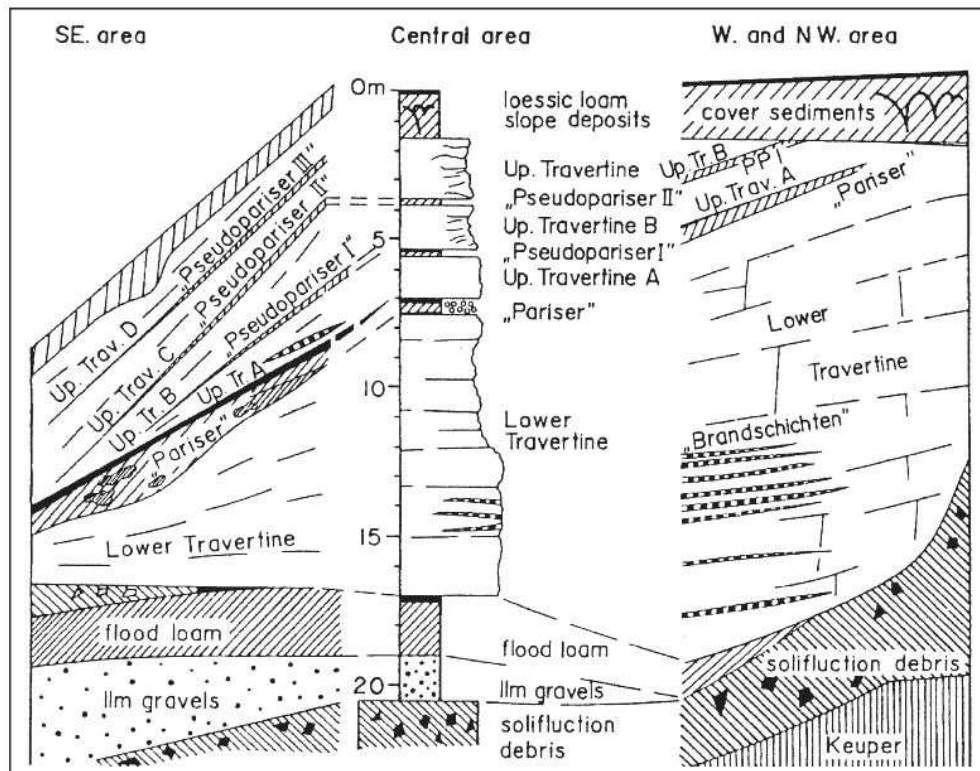 SE. area
Central area
W. and NW. area
Up. Trav. D
„Pseudopariser III"
Up. Trav. C
„Pseudopariser II"
Up. Tr. B
„Pseudopariser I"
Up. Tr. A
„Pariser"
Lower Travertine
flood loam
Ilm gravels
0m
5
10
15
20
loessic loam
slope deposits
Up. Travertine
„Pseudopariser II"
Up. Travertine B
„Pseudopariser I"
Up. Travertine A
„Pariser"
Lower
Travertine
flood loam
Ilm gravels
solifluction
debris
cover sediments
Up. Tr. B
PP I
Up. Trav. A
„Pariser"
Lower
Travertine
„Brandschichten"
solifluction debris
Keuper